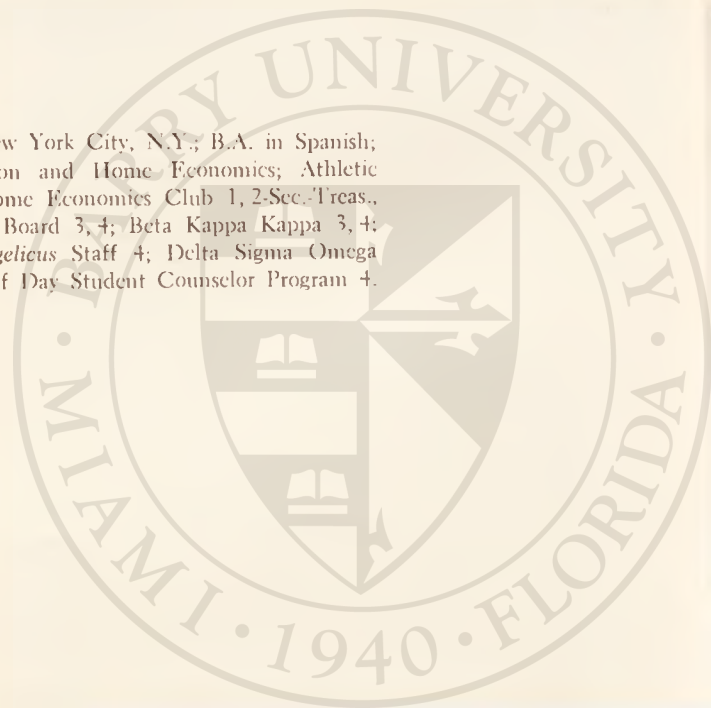 w York City, N.Y.; B.A. in Spanish;
on and Home Economics; Athletic
ome Economics Club 1, 2-Sec.-Treas.,
Board 3, 4; Beta Kappa Kappa 3, 4;
gelicus Staff 4; Delta Sigma Omega
f Day Student Counselor Program 4.
BARRY UNIVERSITY
MIAMI • 1940 • FLORIDA